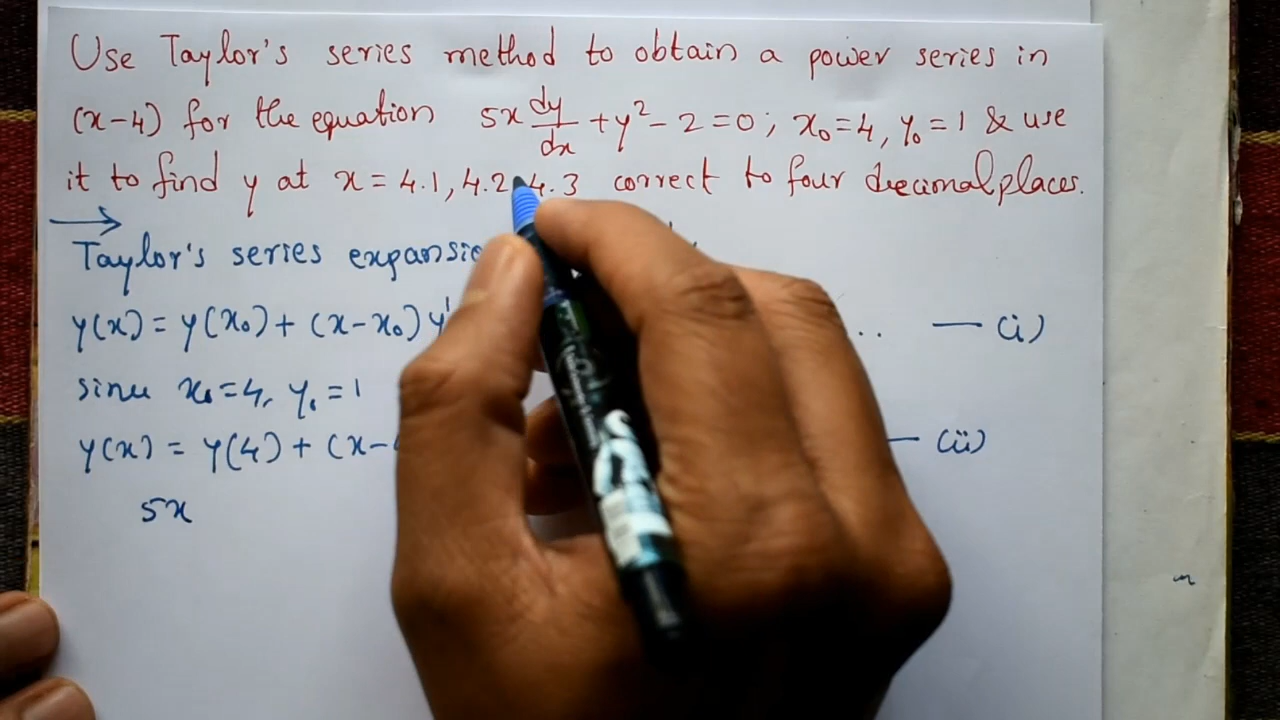 Use Taylor's series method to obtain a power series in
(x-4) for the equation 5x dy/dx + y² - 2 = 0; x₀ = 4, y₀ = 1 & use
it to find y at x = 4.1, 4.2 4.3 correct to four decimal places.
Taylor's series
y(x) = y(x₀) + (x-x₀) y' .. — (i)
since x₀ = 4, y₀ = 1
y(x) = y(4) + (x- — (ii)
5x